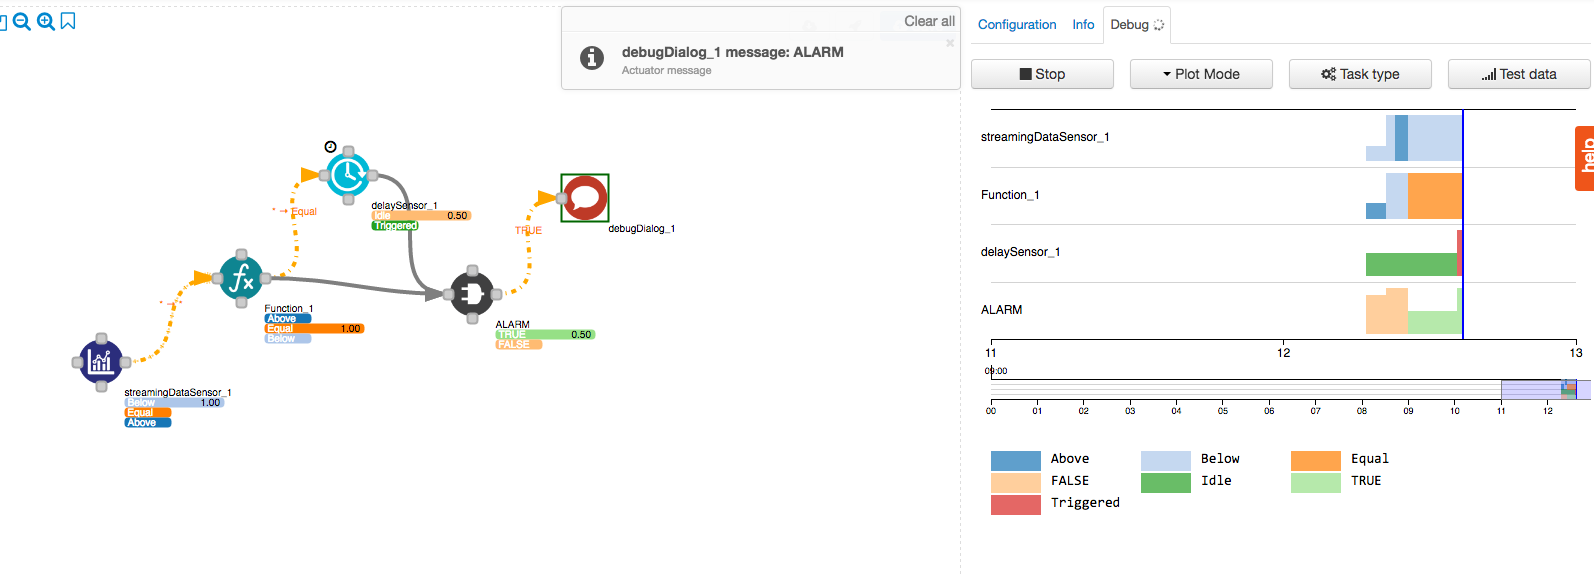 Clear all
debugDialog_1 message: ALARM
Actuator message
Configuration
Info
Debug
Stop
Plot Mode
Task type
Test data
help
streamingDataSensor_1
Function_1
delaySensor_1
ALARM
11
12
13
09:00
00
01
02
03
04
05
06
07
08
09
10
11
12
Above
Below
Equal
FALSE
Idle
TRUE
Triggered
delaySensor_1
Idle
0.50
Triggered
* → Equal
TRUE
debugDialog_1
Function_1
Above
Equal
1.00
Below
ALARM
TRUE
0.50
FALSE
* → *
streamingDataSensor_1
Below
1.00
Equal
Above